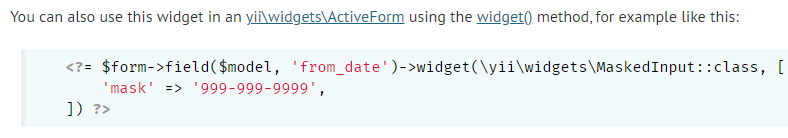 You can also use this widget in an yii\widgets\ActiveForm using the widget() method, for example like this:
<?= $form->field($model, 'from_date')->widget(\yii\widgets\MaskedInput::class, [
    'mask' => '999-999-9999',
]) ?>